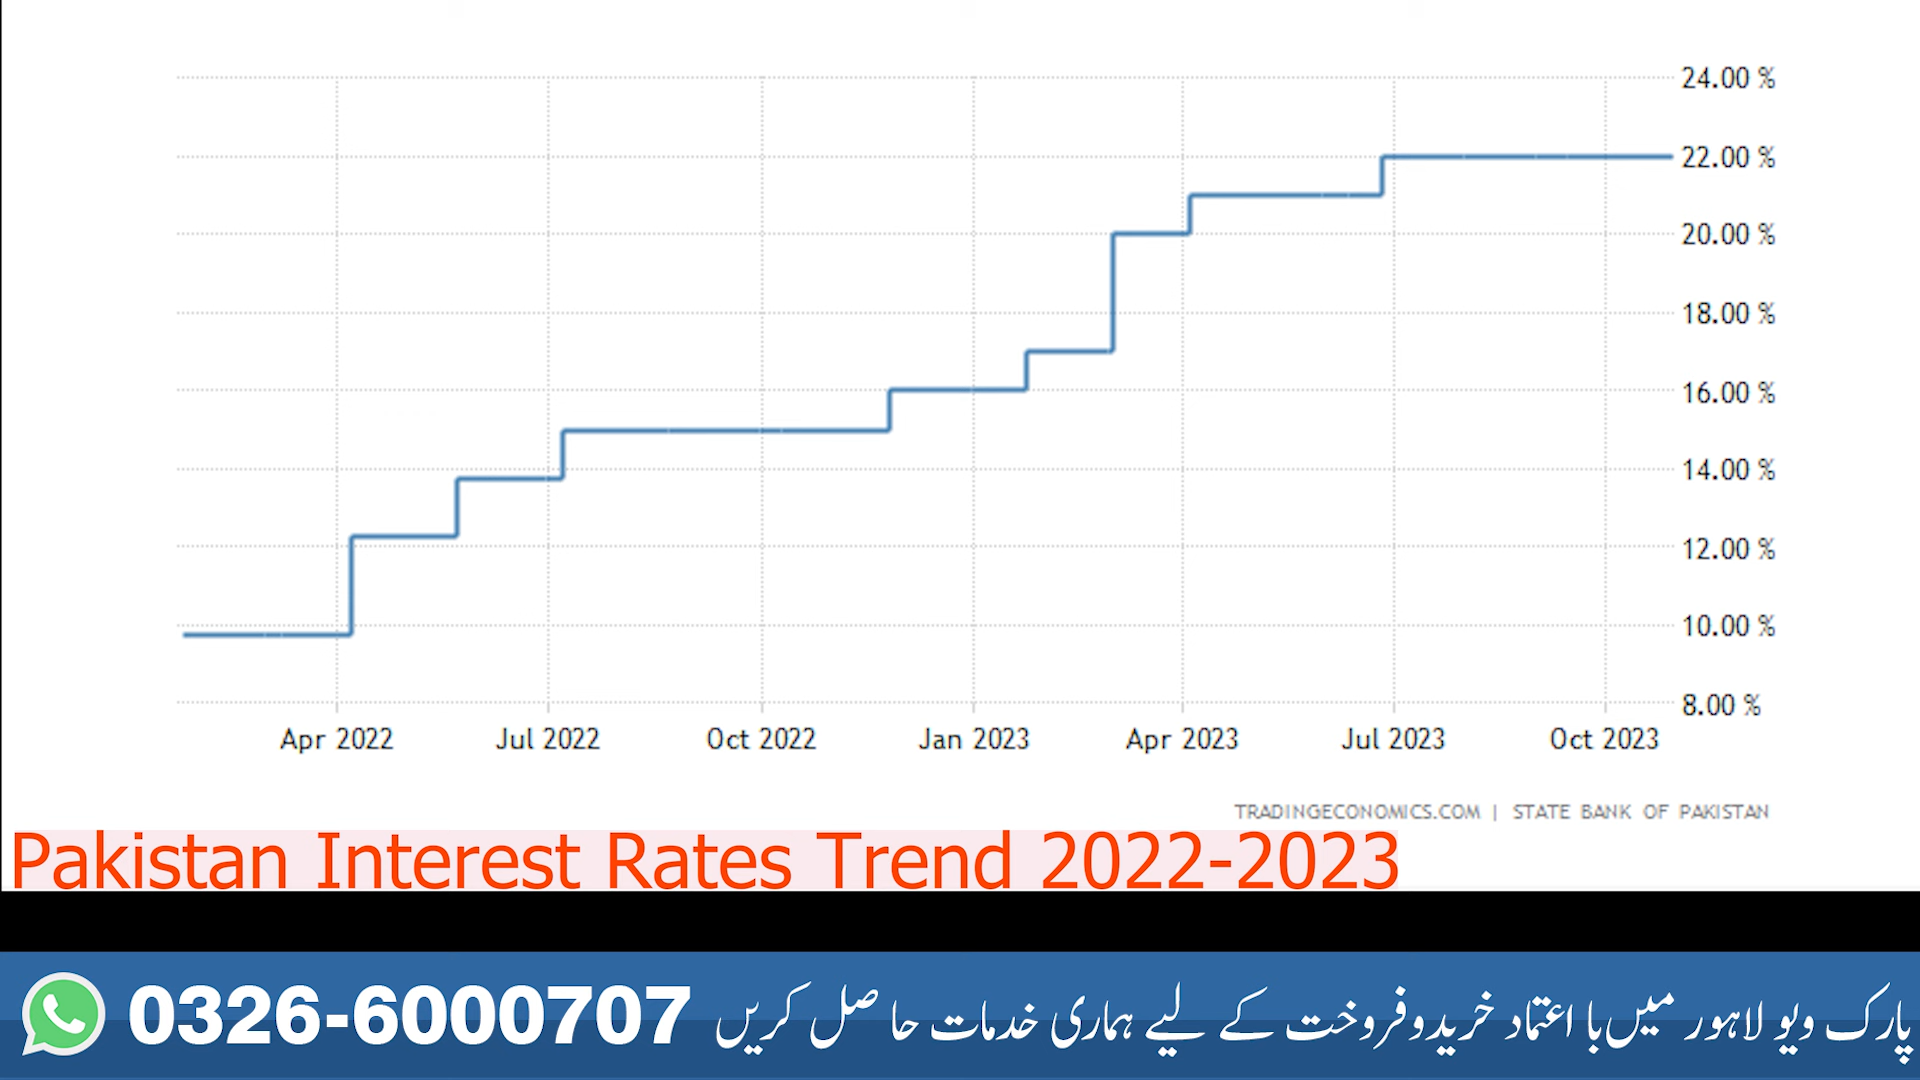 24.00 %
22.00 %
20.00 %
18.00 %
16.00 %
14.00 %
12.00 %
10.00 %
8.00 %
Apr 2022 Jul 2022 Oct 2022 Jan 2023 Apr 2023 Jul 2023 Oct 2023
TRADINGECONOMICS.COM | STATE BANK OF PAKISTAN
Pakistan Interest Rates Trend 2022-2023
پارک ویو لاہور میں با اعتماد خریدوفروخت کے لیے ہماری خدمات حاصل کریں 0326-6000707